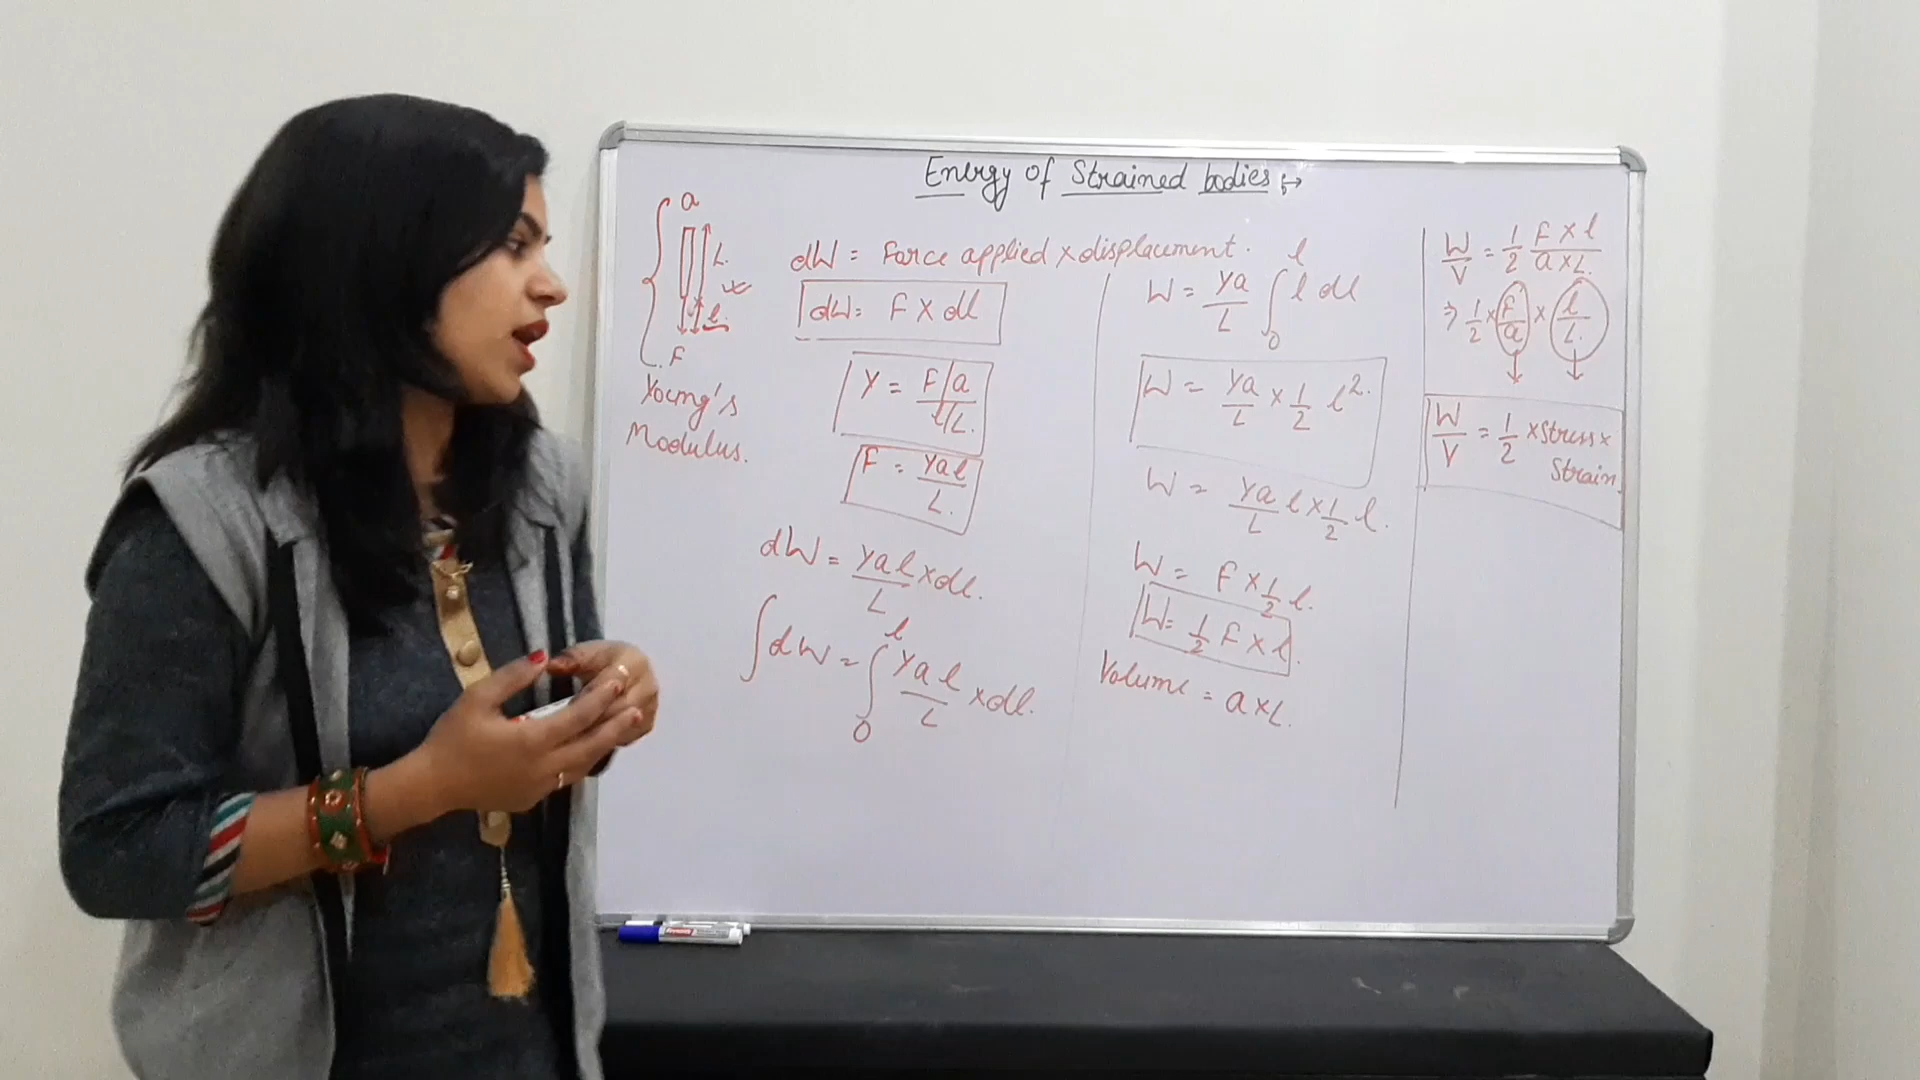 Energy of Strained bodies :→
a
L
l
F
Young's
Modulus.
dW = Force applied × displacement.
dW = F × dl
Y = F/a
l/L.
F = Yal
L.
dW = Yal × dl.
L
∫dW = ∫₀ˡ Yal × dl.
L
W = Ya ∫₀ˡ l dl
L
W = Ya × 1 l².
L 2
W = Ya l × 1 l.
L 2
W = F × 1 l.
2
W = 1 F × l.
2
Volume = a × L.
W = 1 F × l
V 2 a × L.
⇒ 1 × F × l
2 a L.
W = 1 × Stress ×
V 2 Strain.